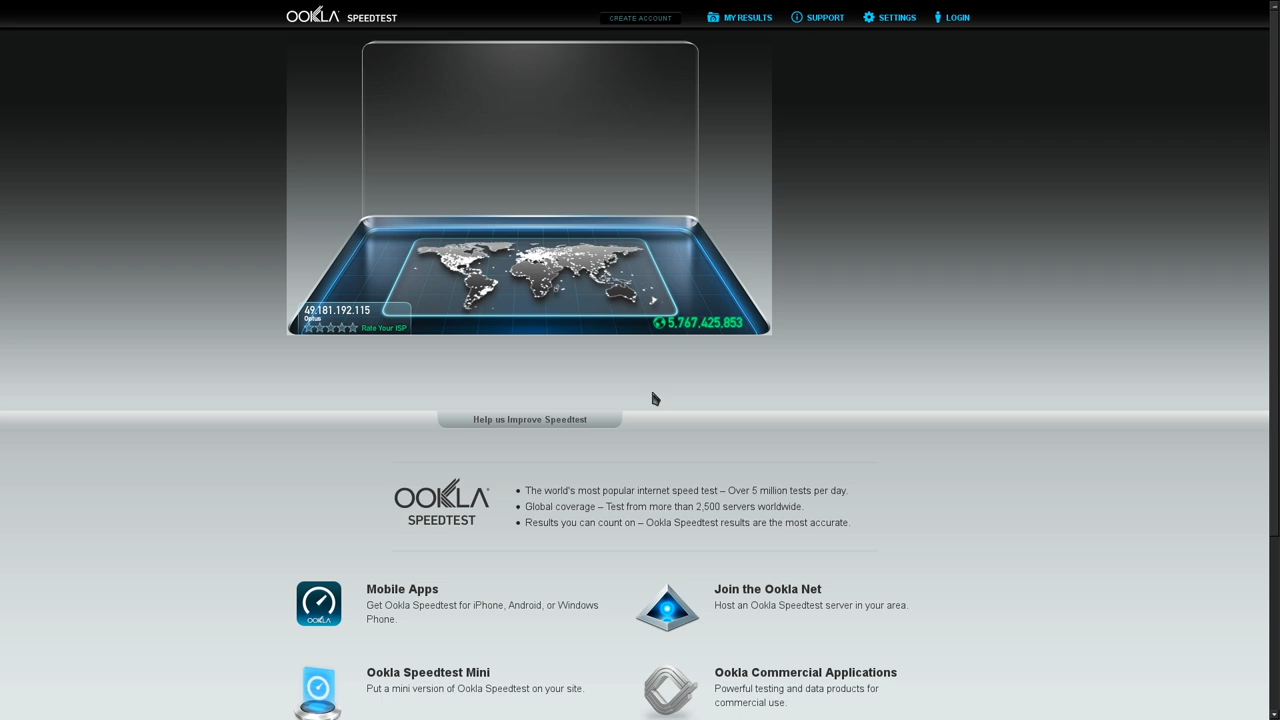 OOKLA SPEEDTEST
CREATE ACCOUNT
MY RESULTS
SUPPORT
SETTINGS
LOGIN
49.181.192.115
Optus
Rate Your ISP
5,767,425,853
Help us Improve Speedtest
OOKLA
SPEEDTEST
The world's most popular internet speed test – Over 5 million tests per day.
Global coverage – Test from more than 2,500 servers worldwide.
Results you can count on – Ookla Speedtest results are the most accurate.
OOKLA
Mobile Apps
Get Ookla Speedtest for iPhone, Android, or Windows
Phone.
Join the Ookla Net
Host an Ookla Speedtest server in your area.
Ookla Speedtest Mini
Put a mini version of Ookla Speedtest on your site.
Ookla Commercial Applications
Powerful testing and data products for
commercial use.